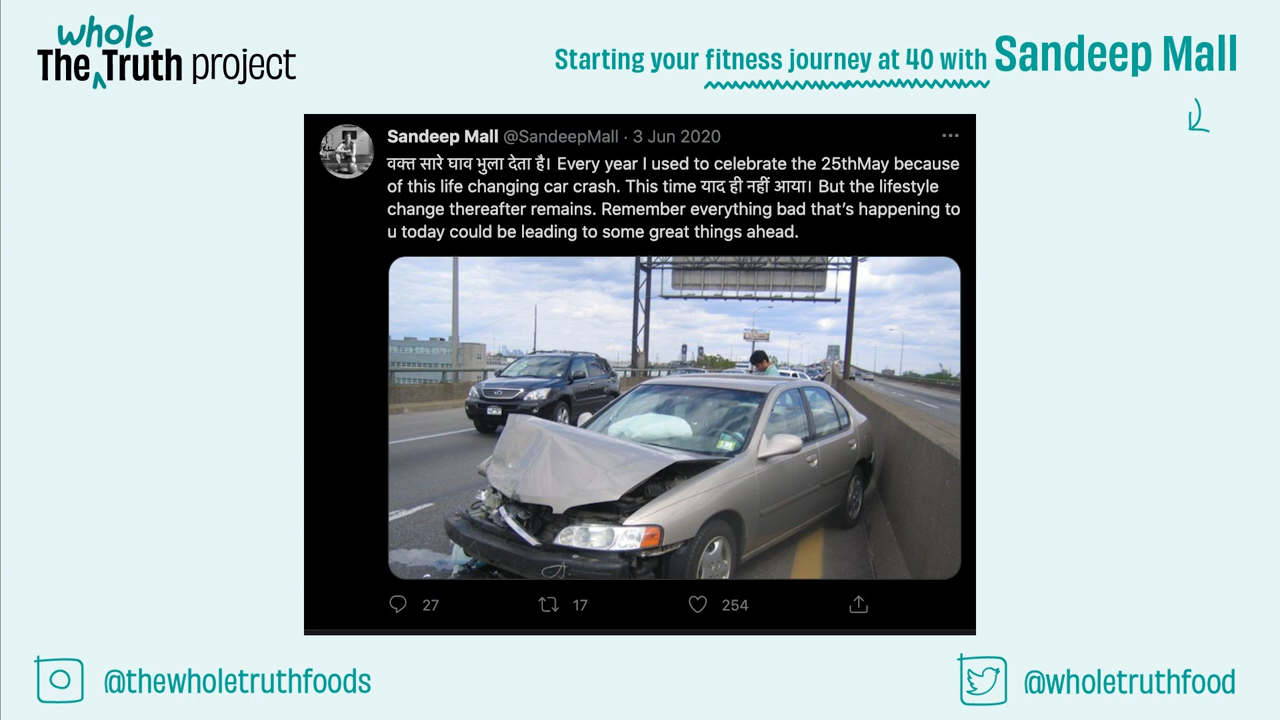 whole
The Truth project
Starting your fitness journey at 40 with Sandeep Mall
Sandeep Mall @SandeepMall · 3 Jun 2020
वक्त सारे घाव भुला देता है। Every year I used to celebrate the 25thMay because
of this life changing car crash. This time याद ही नहीं आया। But the lifestyle
change thereafter remains. Remember everything bad that's happening to
u today could be leading to some great things ahead.
27
17
254
@thewholetruthfoods
@wholetruthfood